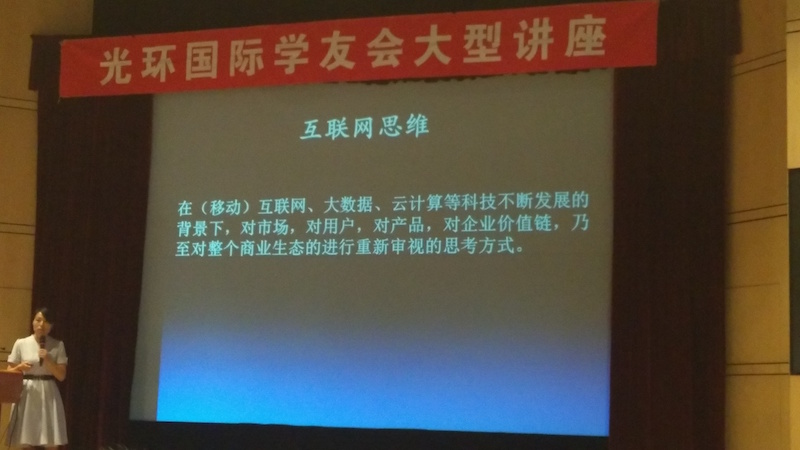 光环国际学友会大型讲座
互联网思维
在（移动）互联网、大数据、云计算等科技不断发展的
背景下，对市场，对用户，对产品，对企业价值链，乃
至对整个商业生态的进行重新审视的思考方式。